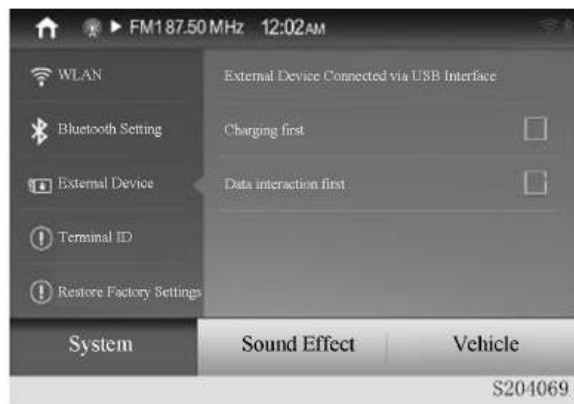 FM1 87.50 MHz 12:02AM
WLAN
Bluetooth Setting
External Device
Terminal ID
Restore Factory Settings
External Device Connected via USB Interface
Charging first
Data interaction first
System Sound Effect Vehicle
S204069